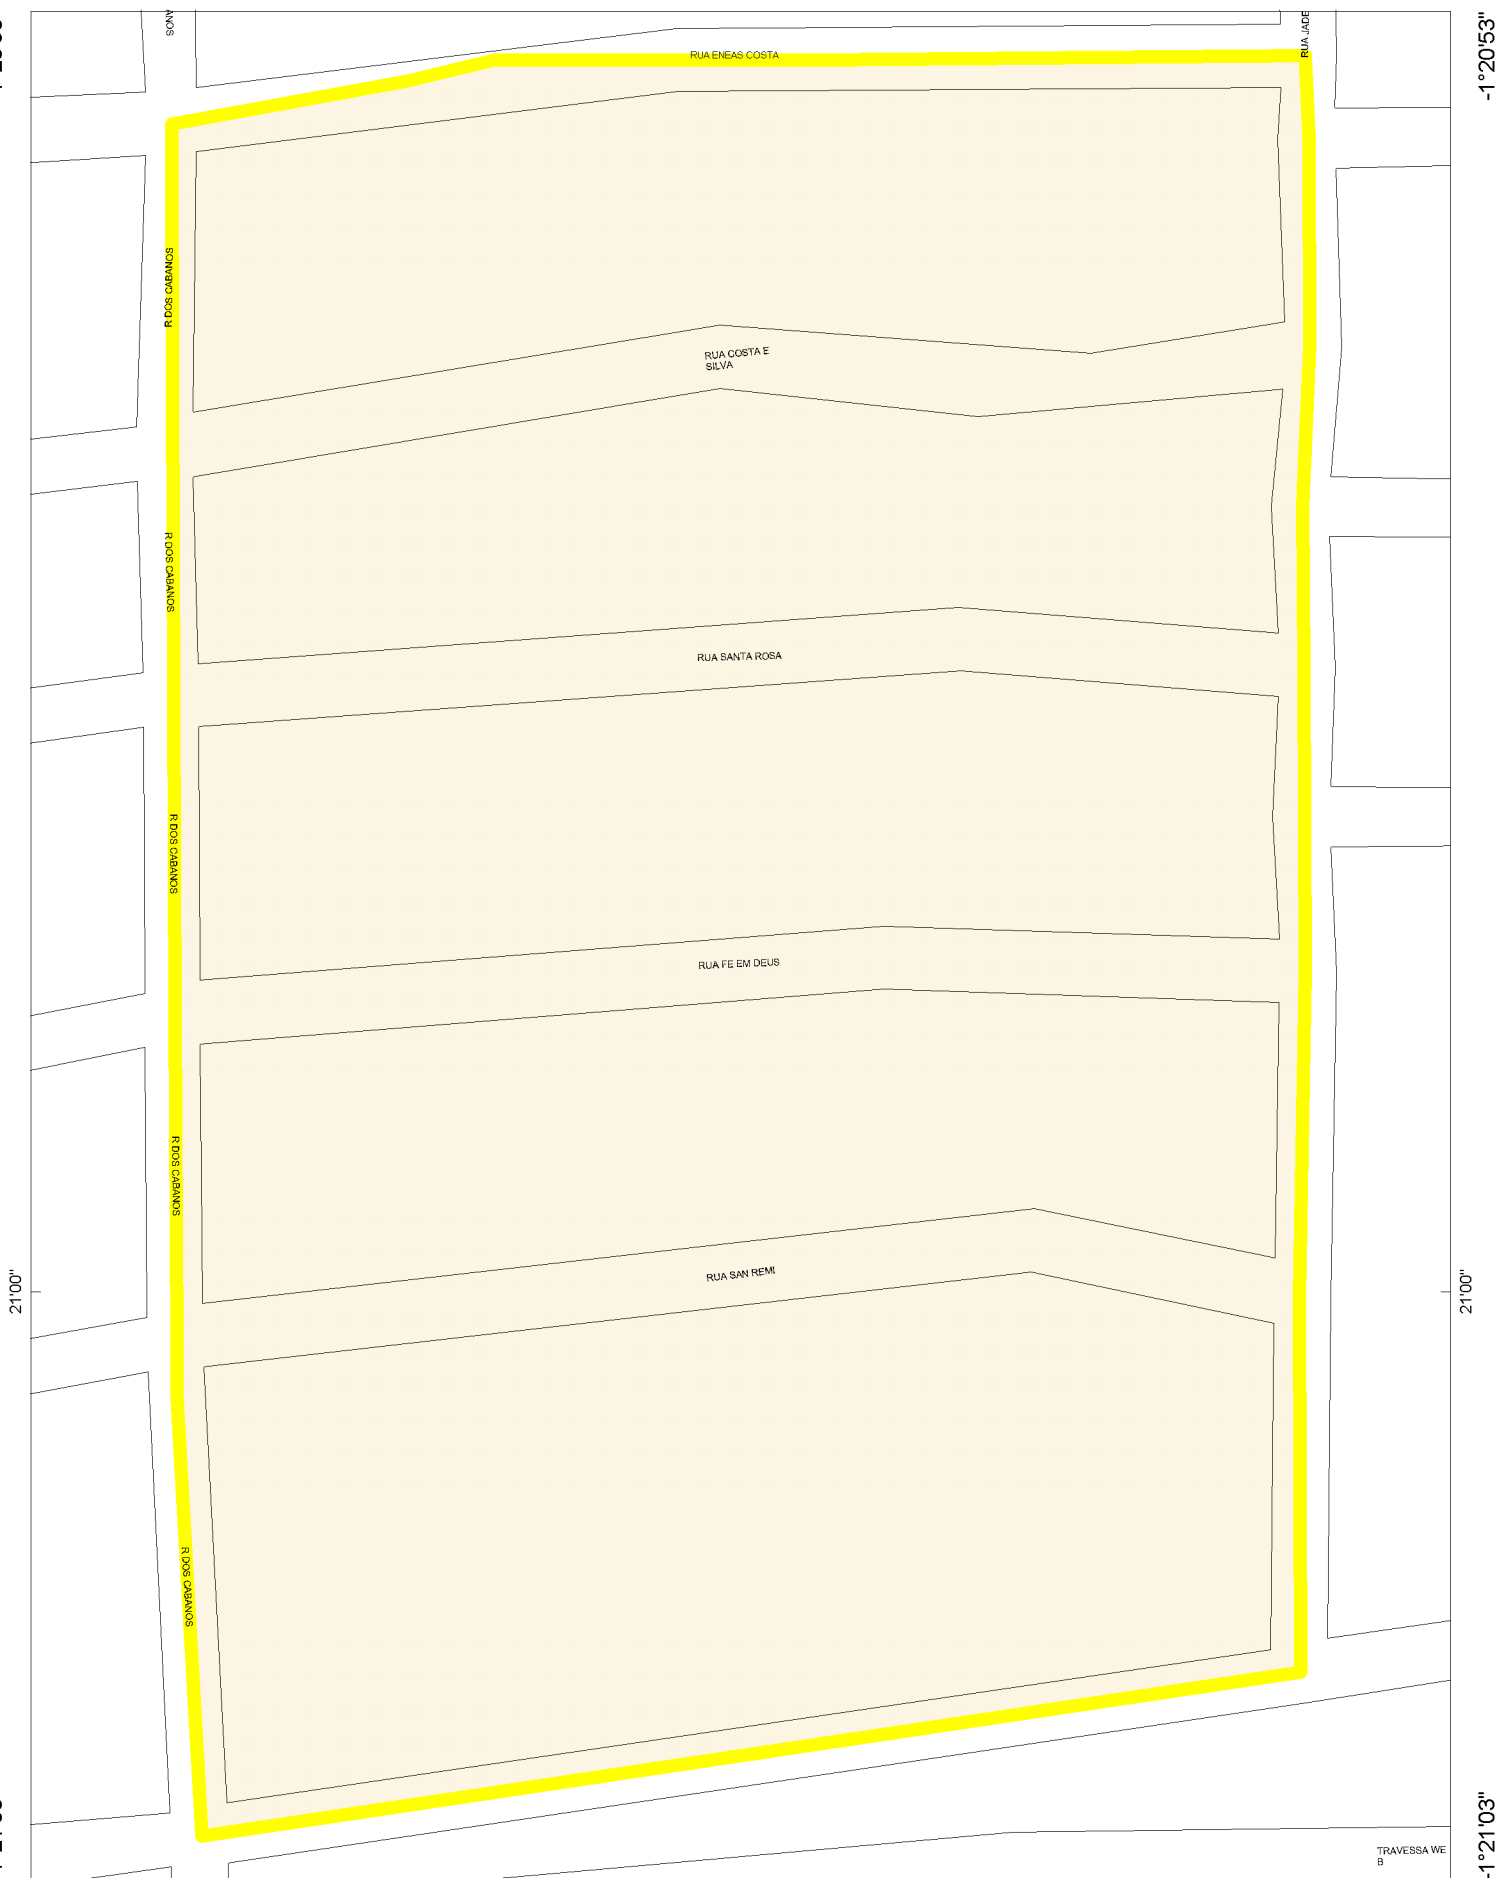 ANOS
RUA JADE
-1°20'53"
RUA ENEAS COSTA
R DOS CABANOS
RUA COSTA E
SILVA
R DOS CABANOS
RUA SANTA ROSA
R DOS CABANOS
RUA FE EM DEUS
R DOS CABANOS
RUA SAN REMI
21'00"
21'00"
R DOS CABANOS
-1°21'03"
TRAVESSA WE
B